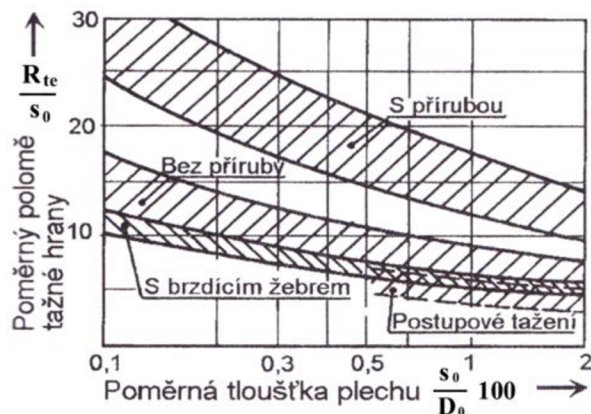 30
20
10
R_te
s_0
Poměrný polomě
tažné hrany
S přírubou
Bez příruby
S brzdícím žebrem
Postupové tažení
0,1
0,3
0,5
1
2
Poměrná tloušťka plechu s_0/D_0 100